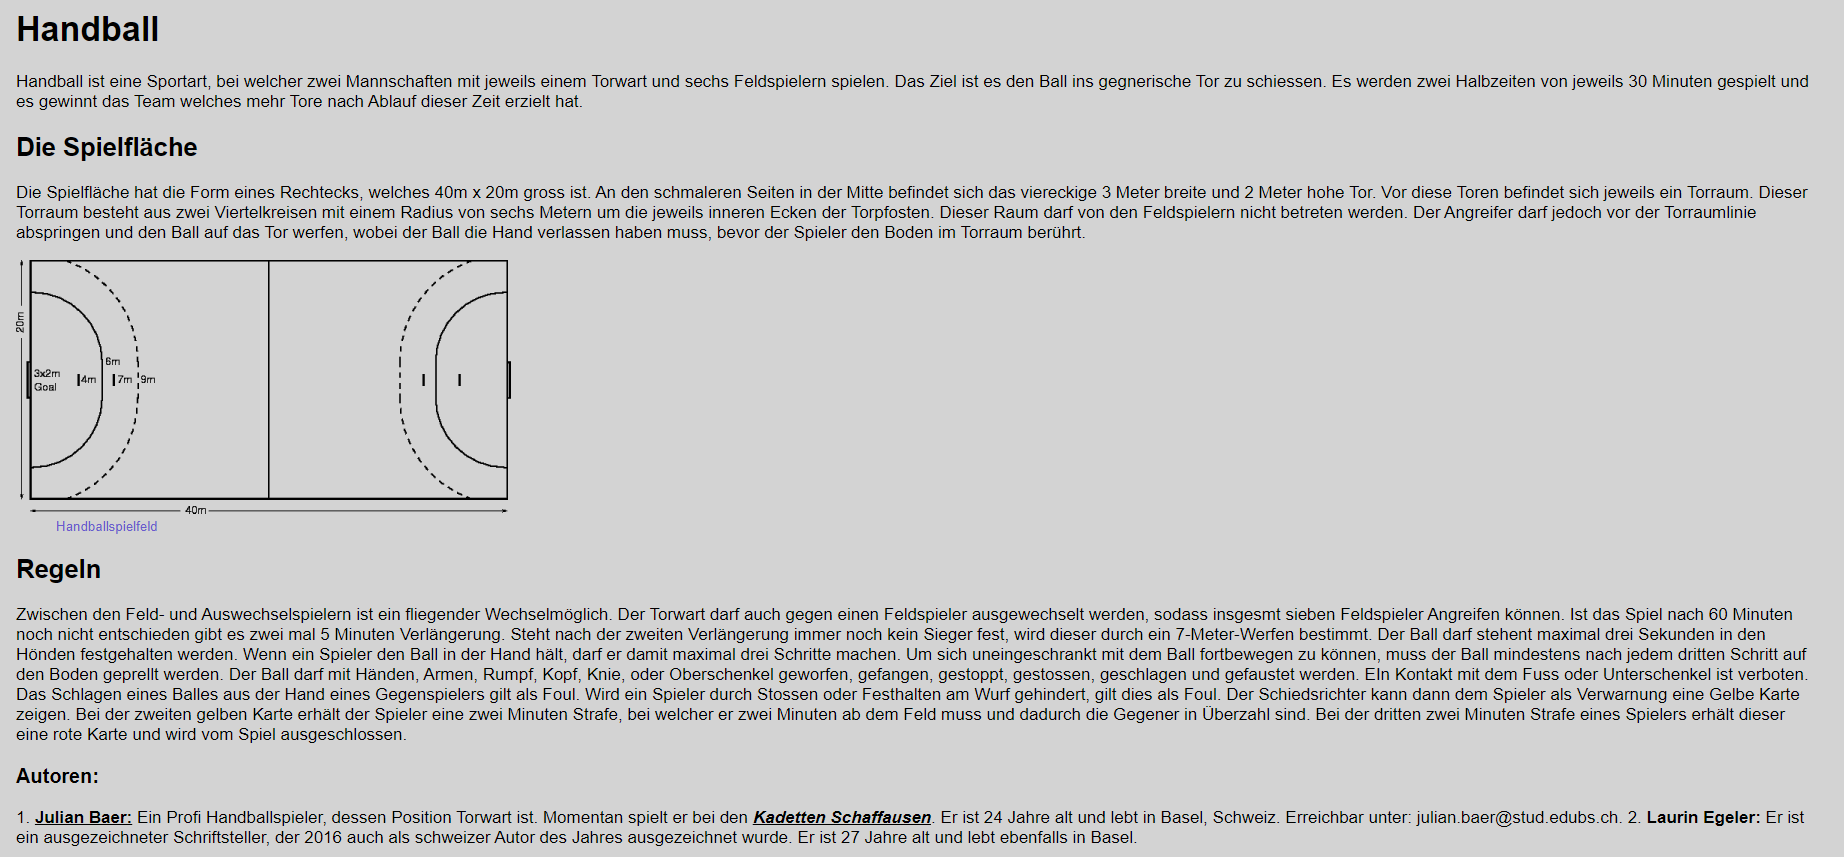 Handball
Handball ist eine Sportart, bei welcher zwei Mannschaften mit jeweils einem Torwart und sechs Feldspielern spielen. Das Ziel ist es den Ball ins gegnerische Tor zu schiessen. Es werden zwei Halbzeiten von jeweils 30 Minuten gespielt und
es gewinnt das Team welches mehr Tore nach Ablauf dieser Zeit erzielt hat.
Die Spielfläche
Die Spielfläche hat die Form eines Rechtecks, welches 40m x 20m gross ist. An den schmaleren Seiten in der Mitte befindet sich das viereckige 3 Meter breite und 2 Meter hohe Tor. Vor diese Toren befindet sich jeweils ein Torraum. Dieser
Torraum besteht aus zwei Viertelkreisen mit einem Radius von sechs Metern um die jeweils inneren Ecken der Torpfosten. Dieser Raum darf von den Feldspielern nicht betreten werden. Der Angreifer darf jedoch vor der Torraumlinie
abspringen und den Ball auf das Tor werfen, wobei der Ball die Hand verlassen haben muss, bevor der Spieler den Boden im Torraum berührt.
20m
6m
3x2m
Goal
4m
7m
9m
40m
Handballspielfeld
Regeln
Zwischen den Feld- und Auswechselspielern ist ein fliegender Wechselmöglich. Der Torwart darf auch gegen einen Feldspieler ausgewechselt werden, sodass insgesmt sieben Feldspieler Angreifen können. Ist das Spiel nach 60 Minuten
noch nicht entschieden gibt es zwei mal 5 Minuten Verlängerung. Steht nach der zweiten Verlängerung immer noch kein Sieger fest, wird dieser durch ein 7-Meter-Werfen bestimmt. Der Ball darf stehent maximal drei Sekunden in den
Hönden festgehalten werden. Wenn ein Spieler den Ball in der Hand hält, darf er damit maximal drei Schritte machen. Um sich uneingeschrankt mit dem Ball fortbewegen zu können, muss der Ball mindestens nach jedem dritten Schritt auf
den Boden geprellt werden. Der Ball darf mit Händen, Armen, Rumpf, Kopf, Knie, oder Oberschenkel geworfen, gefangen, gestoppt, gestossen, geschlagen und gefaustet werden. EIn Kontakt mit dem Fuss oder Unterschenkel ist verboten.
Das Schlagen eines Balles aus der Hand eines Gegenspielers gilt als Foul. Wird ein Spieler durch Stossen oder Festhalten am Wurf gehindert, gilt dies als Foul. Der Schiedsrichter kann dann dem Spieler als Verwarnung eine Gelbe Karte
zeigen. Bei der zweiten gelben Karte erhält der Spieler eine zwei Minuten Strafe, bei welcher er zwei Minuten ab dem Feld muss und dadurch die Gegener in Überzahl sind. Bei der dritten zwei Minuten Strafe eines Spielers erhält dieser
eine rote Karte und wird vom Spiel ausgeschlossen.
Autoren:
1. Julian Baer: Ein Profi Handballspieler, dessen Position Torwart ist. Momentan spielt er bei den Kadetten Schaffausen. Er ist 24 Jahre alt und lebt in Basel, Schweiz. Erreichbar unter: julian.baer@stud.edubs.ch. 2. Laurin Egeler: Er ist
ein ausgezeichneter Schriftsteller, der 2016 auch als schweizer Autor des Jahres ausgezeichnet wurde. Er ist 27 Jahre alt und lebt ebenfalls in Basel.